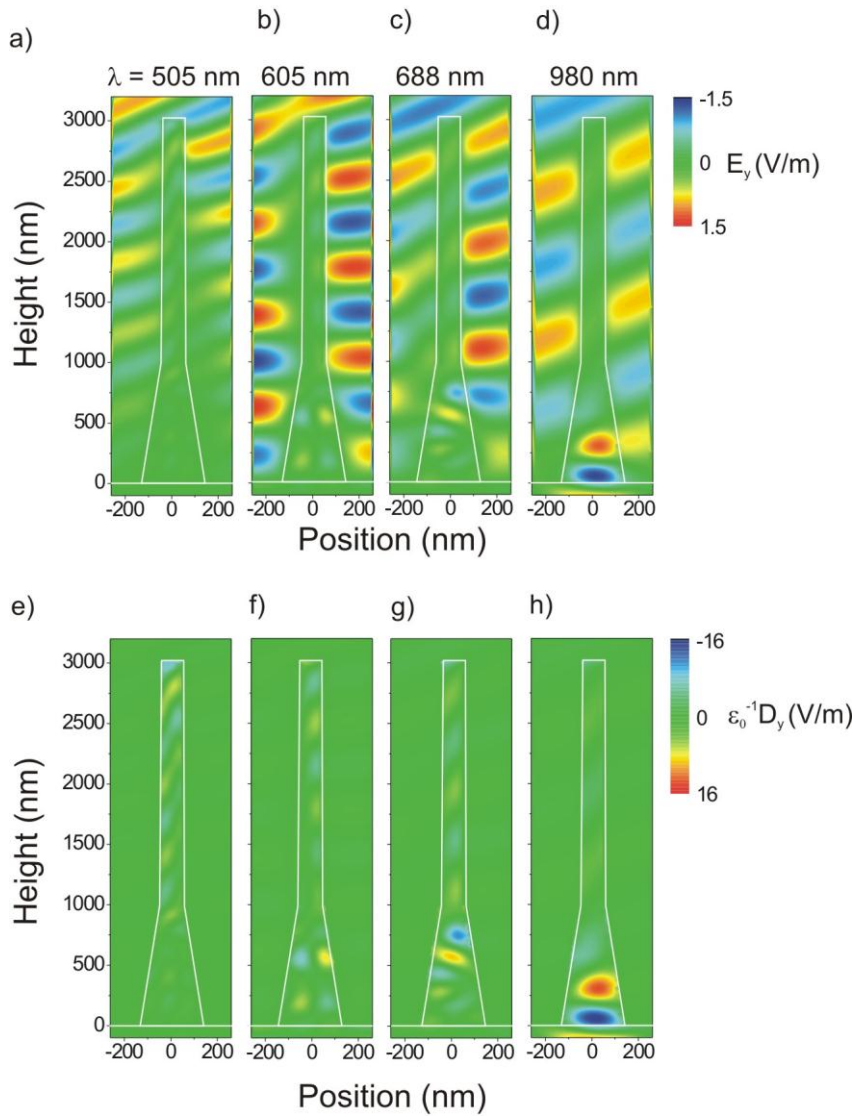 a)
b)
c)
d)
λ = 505 nm
605 nm
688 nm
980 nm
3000
2500
2000
1500
1000
500
0
Height (nm)
-200 0 200
-200 0 200
-200 0 200
-200 0 200
Position (nm)
-1.5
0
1.5
E_y (V/m)
e)
f)
g)
h)
3000
2500
2000
1500
1000
500
0
Height (nm)
-200 0 200
-200 0 200
-200 0 200
-200 0 200
Position (nm)
-16
0
16
ε₀⁻¹D_y (V/m)